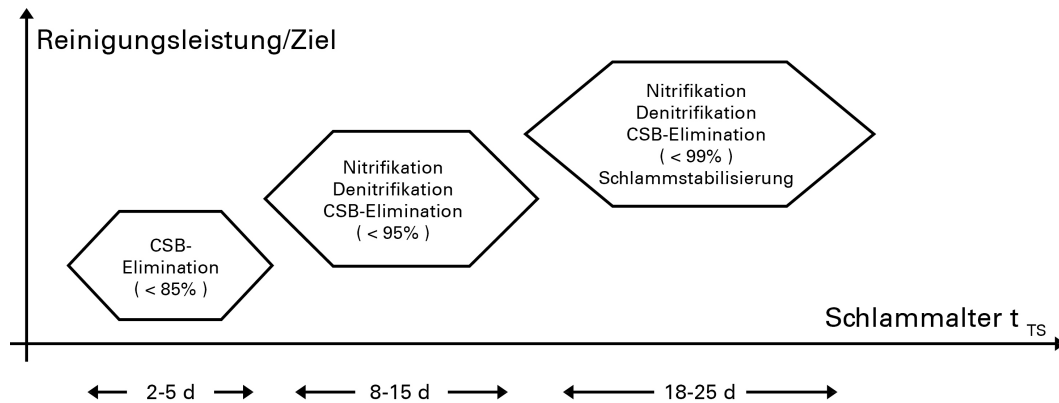 Reinigungsleistung/Ziel
Nitrifikation
Denitrifikation
CSB-Elimination
( < 99% )
Schlammstabilisierung
Nitrifikation
Denitrifikation
CSB-Elimination
( < 95% )
CSB-
Elimination
( < 85% )
Schlammalter t TS
2-5 d
8-15 d
18-25 d